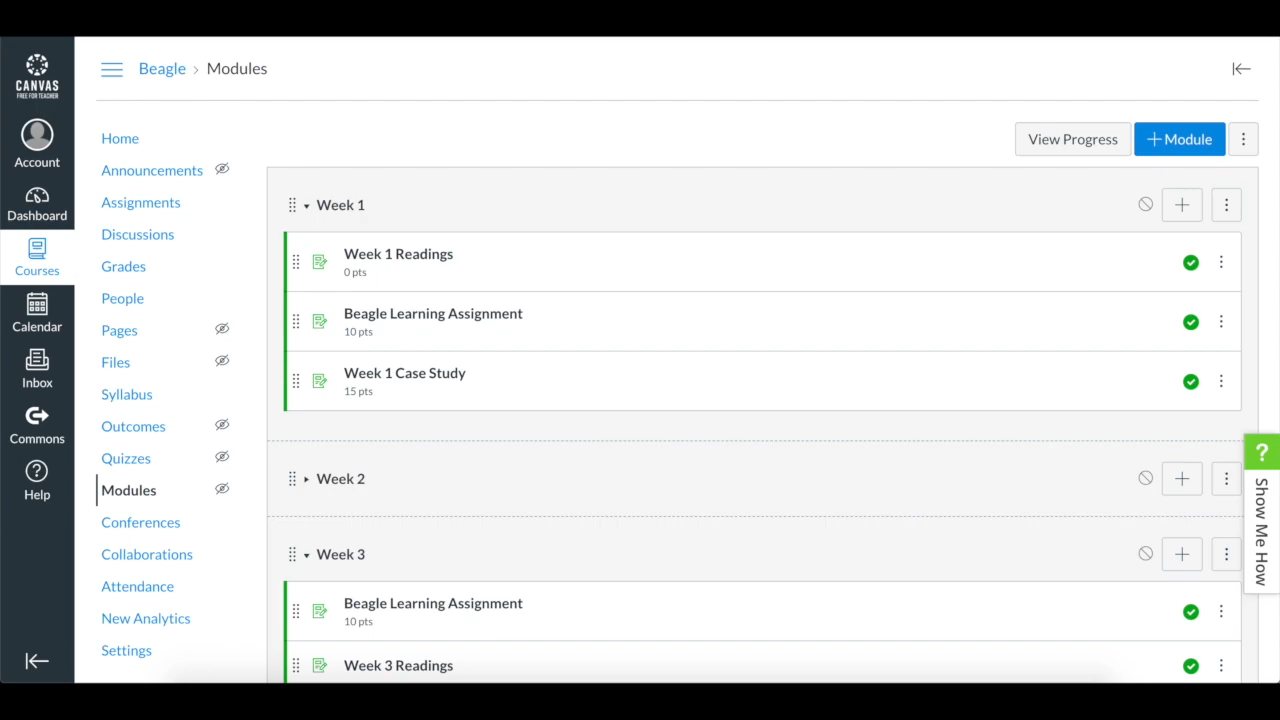 CANVAS
FREE FOR TEACHER
Account
Dashboard
Courses
Calendar
Inbox
Commons
Help
Beagle > Modules
Home
Announcements
Assignments
Discussions
Grades
People
Pages
Files
Syllabus
Outcomes
Quizzes
Modules
Conferences
Collaborations
Attendance
New Analytics
Settings
View Progress
+ Module
Week 1
Week 1 Readings
0 pts
Beagle Learning Assignment
10 pts
Week 1 Case Study
15 pts
Week 2
Week 3
Beagle Learning Assignment
10 pts
Week 3 Readings
? Show Me How